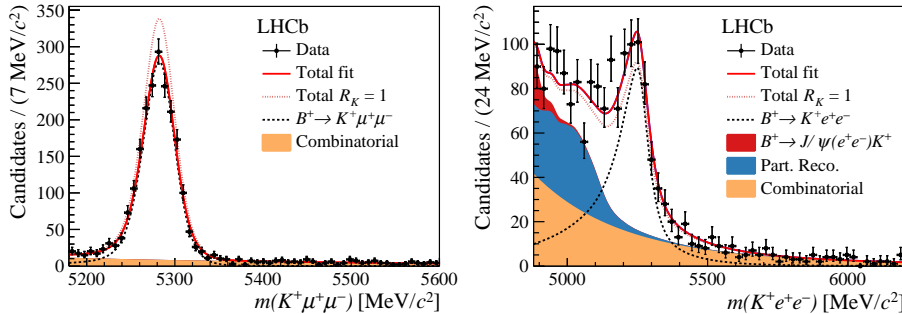 LHCb
Data
Total fit
Total R_K = 1
B⁺→ K⁺μ⁺μ⁻
Combinatorial
Candidates / (7 MeV/c²)
350
300
250
200
150
100
50
0
5200
5300
5400
5500
5600
m(K⁺μ⁺μ⁻) [MeV/c²]
LHCb
Data
Total fit
Total R_K = 1
B⁺→ K⁺e⁺e⁻
B⁺→ J/ψ(e⁺e⁻)K⁺
Part. Reco.
Combinatorial
Candidates / (24 MeV/c²)
100
80
60
40
20
0
5000
5500
6000
m(K⁺e⁺e⁻) [MeV/c²]